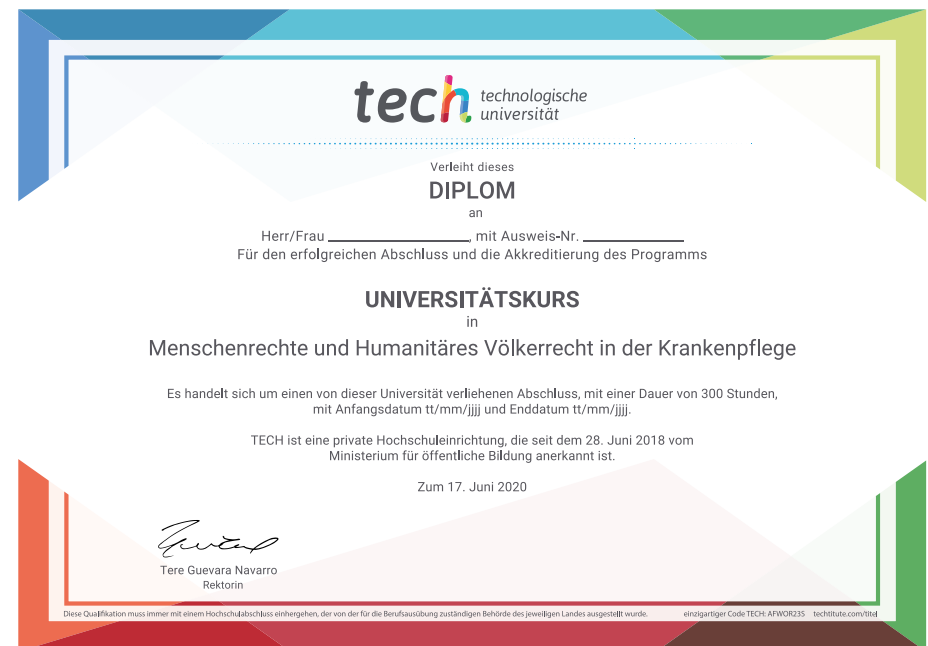 tech technologische
universität
Verleiht dieses
DIPLOM
an
Herr/Frau ____________, mit Ausweis-Nr. ____________
Für den erfolgreichen Abschluss und die Akkreditierung des Programms
UNIVERSITÄTSKURS
in
Menschenrechte und Humanitäres Völkerrecht in der Krankenpflege
Es handelt sich um einen von dieser Universität verliehenen Abschluss, mit einer Dauer von 300 Stunden,
mit Anfangsdatum tt/mm/jjjj und Enddatum tt/mm/jjjj.
TECH ist eine private Hochschuleinrichtung, die seit dem 28. Juni 2018 vom
Ministerium für öffentliche Bildung anerkannt ist.
Zum 17. Juni 2020
Tere Guevara Navarro
Rektorin
Diese Qualifikation muss immer mit einem Hochschulabschluss einhergehen, der von der für die Berufsausübung zuständigen Behörde des jeweiligen Landes ausgestellt wurde. einzigartiger Code TECH: AFWOR23S techtitute.com/titel